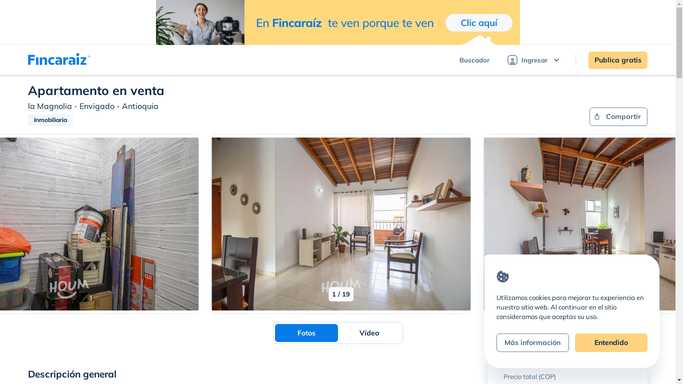 En Fincaraíz te ven porque te ven
Clic aquí
Fincaraíz
Buscador
Ingresar
Publica gratis
Apartamento en venta
la Magnolia - Envigado - Antioquia
Inmobiliaria
Compartir
HOUM
HOUM
1 / 19
Fotos
Vídeo
Utilizamos cookies para mejorar tu experiencia en
nuestro sitio web. Al continuar en el sitio
consideramos que aceptas su uso.
Más información
Entendido
Precio total (COP)
Descripción general